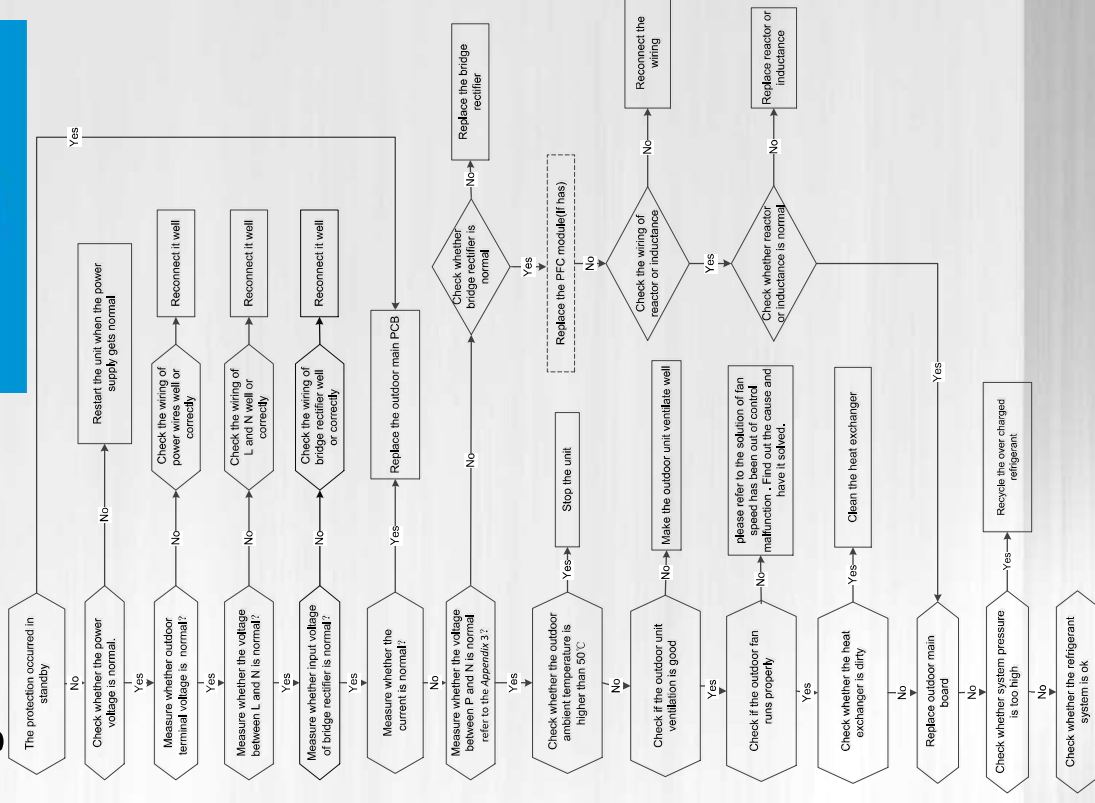 The protection occurred in
standby
Yes
No
Check whether the power
voltage is normal.
No
Restart the unit when the power
supply gets normal
Yes
Measure whether outdoor
terminal voltage is normal?
No
Check the wiring of
power wires well or
correctly
Reconnect it well
Yes
Measure whether the voltage
between L and N is normal?
No
Check the wiring of
L and N well or
correctly
Reconnect it well
Yes
Measure whether input voltage
of bridge rectifier is normal?
No
Check the wiring of
bridge rectifier well
or correctly
Reconnect it well
Yes
Measure whether the
current is normal?
Yes
Replace the outdoor main PCB
No
Measure whether the voltage
between P and N is normal
refer to the Appendix 3?
No
Check whether
bridge rectifier is
normal
No
Replace the bridge
rectifier
Yes
Replace the PFC module(If has)
No
Check the wiring of
reactor or inductance
No
Reconnect the
wiring
Yes
Check whether reactor
or inductance is normal
No
Replace reactor or
inductance
Yes
Yes
Check whether the outdoor
ambient temperature is
higher than 50℃
Yes
Stop the unit
No
Check if the outdoor unit
ventilation is good
No
Make the outdoor unit ventilate well
Yes
Check if the outdoor fan
runs properly
No
please refer to the solution of fan
speed has been out of control
malfunction . Find out the cause and
have it solved.
Yes
Check whether the heat
exchanger is dirty
Yes
Clean the heat exchanger
No
Replace outdoor main
board
No
Check whether system pressure
is too high
Yes
Recycle the over charged
refrigerant
No
Check whether the refrigerant
system is ok